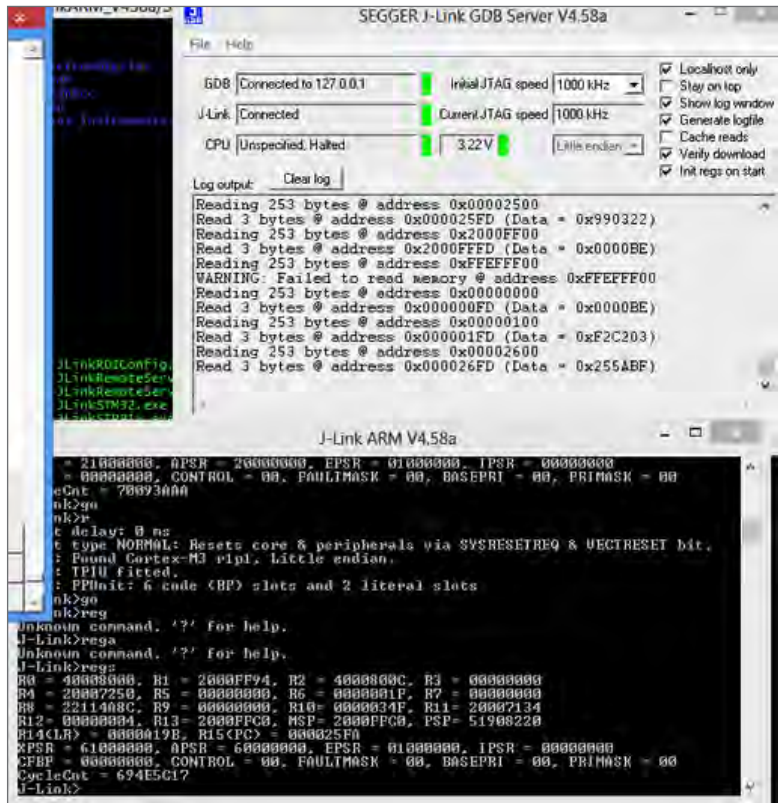 SEGGER J-Link GDB Server V4.58a
File Help
GDB Connected to 127.0.0.1 Initial JTAG speed 1000 kHz
J-Link Connected Current JTAG speed 1000 kHz
CPU Unspecified, Halted 3.22 V Little endian
Localhost only
Stay on top
Show log window
Generate logfile
Cache reads
Verify download
Init regs on start
Log output: Clear log
Reading 253 bytes @ address 0x00002500
Read 3 bytes @ address 0x000025FD (Data = 0x990322)
Reading 253 bytes @ address 0x2000FF00
Read 3 bytes @ address 0x2000FFFD (Data = 0x0000BE)
Reading 253 bytes @ address 0xFFEFFF00
WARNING: Failed to read memory @ address 0xFFEFFF00
Reading 253 bytes @ address 0x00000000
Read 3 bytes @ address 0x000000FD (Data = 0x0000BE)
Reading 253 bytes @ address 0x00000100
Read 3 bytes @ address 0x000001FD (Data = 0xF2C203)
Reading 253 bytes @ address 0x00002600
Read 3 bytes @ address 0x000026FD (Data = 0x255ABF)
JLinkRDIConfig.
JLinkRemoteServ
JLinkRemoteServ
JLinkSTM32.exe
J-Link ARM V4.58a
= 21000000, APSR = 20000000, EPSR = 01000000, IPSR = 00000000
= 00000000, CONTROL = 00, FAULTMASK = 00, BASEPRI = 00, PRIMASK = 00
eCnt = 70093AAA
nk>go
nk>r
t delay: 0 ms
t type NORMAL: Resets core & peripherals via SYSRESETREQ & VECTRESET bit.
: Found Cortex-M3 r1p1, Little endian.
: TPIU fitted.
: FPUnit: 6 code (BP) slots and 2 literal slots
nk>go
nk>reg
Unknown command. '?' for help.
J-Link>rega
Unknown command. '?' for help.
J-Link>regs
R0 = 40008000, R1 = 2000FF94, R2 = 4000800C, R3 = 00000000
R4 = 20007250, R5 = 00000000, R6 = 0000001F, R7 = 00000000
R8 = 22114A8C, R9 = 00000000, R10= 0000034F, R11= 20007134
R12= 00000004, R13= 2000FFC0, MSP= 2000FFC0, PSP= 51908220
R14(LR) = 0000A19B, R15(PC) = 000025FA
XPSR = 61000000, APSR = 60000000, EPSR = 01000000, IPSR = 00000000
CFBP = 00000000, CONTROL = 00, FAULTMASK = 00, BASEPRI = 00, PRIMASK = 00
CycleCnt = 694E5C17
J-Link>